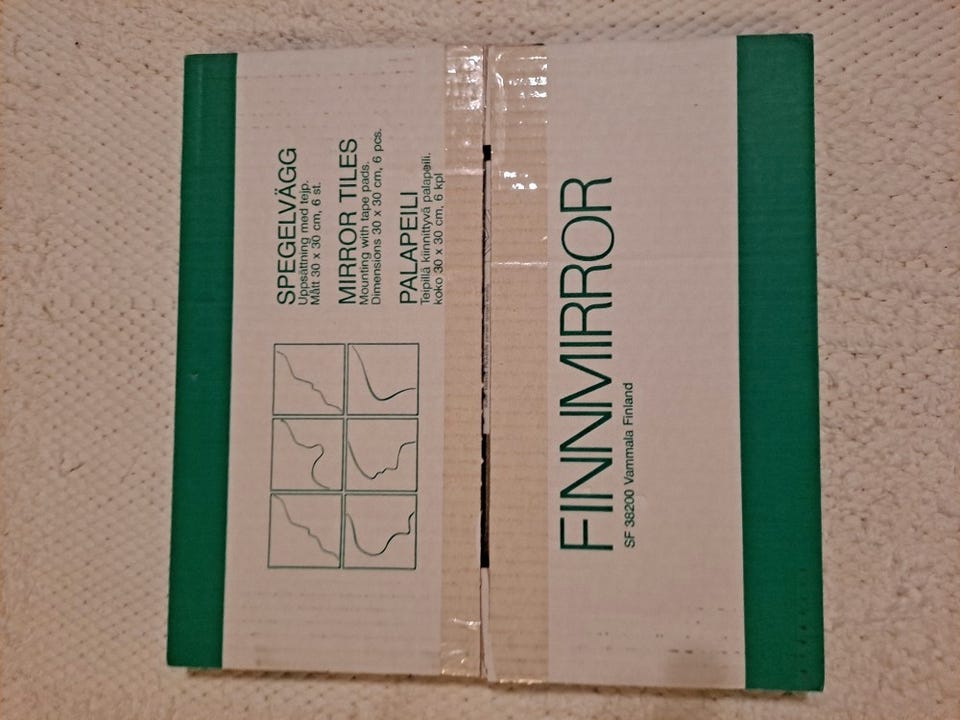 SPEGELVÄGG
Uppsättning med tejp.
Mått 30 x 30 cm, 6 st.
MIRROR TILES
Mounting with tape pads.
Dimensions 30 x 30 cm, 6 pcs.
PALAPEILI
Teipillä kiinnittyvä palapeili.
koko 30 x 30 cm, 6 kpl
FINNMIRROR
SF 38200 Vammala Finland